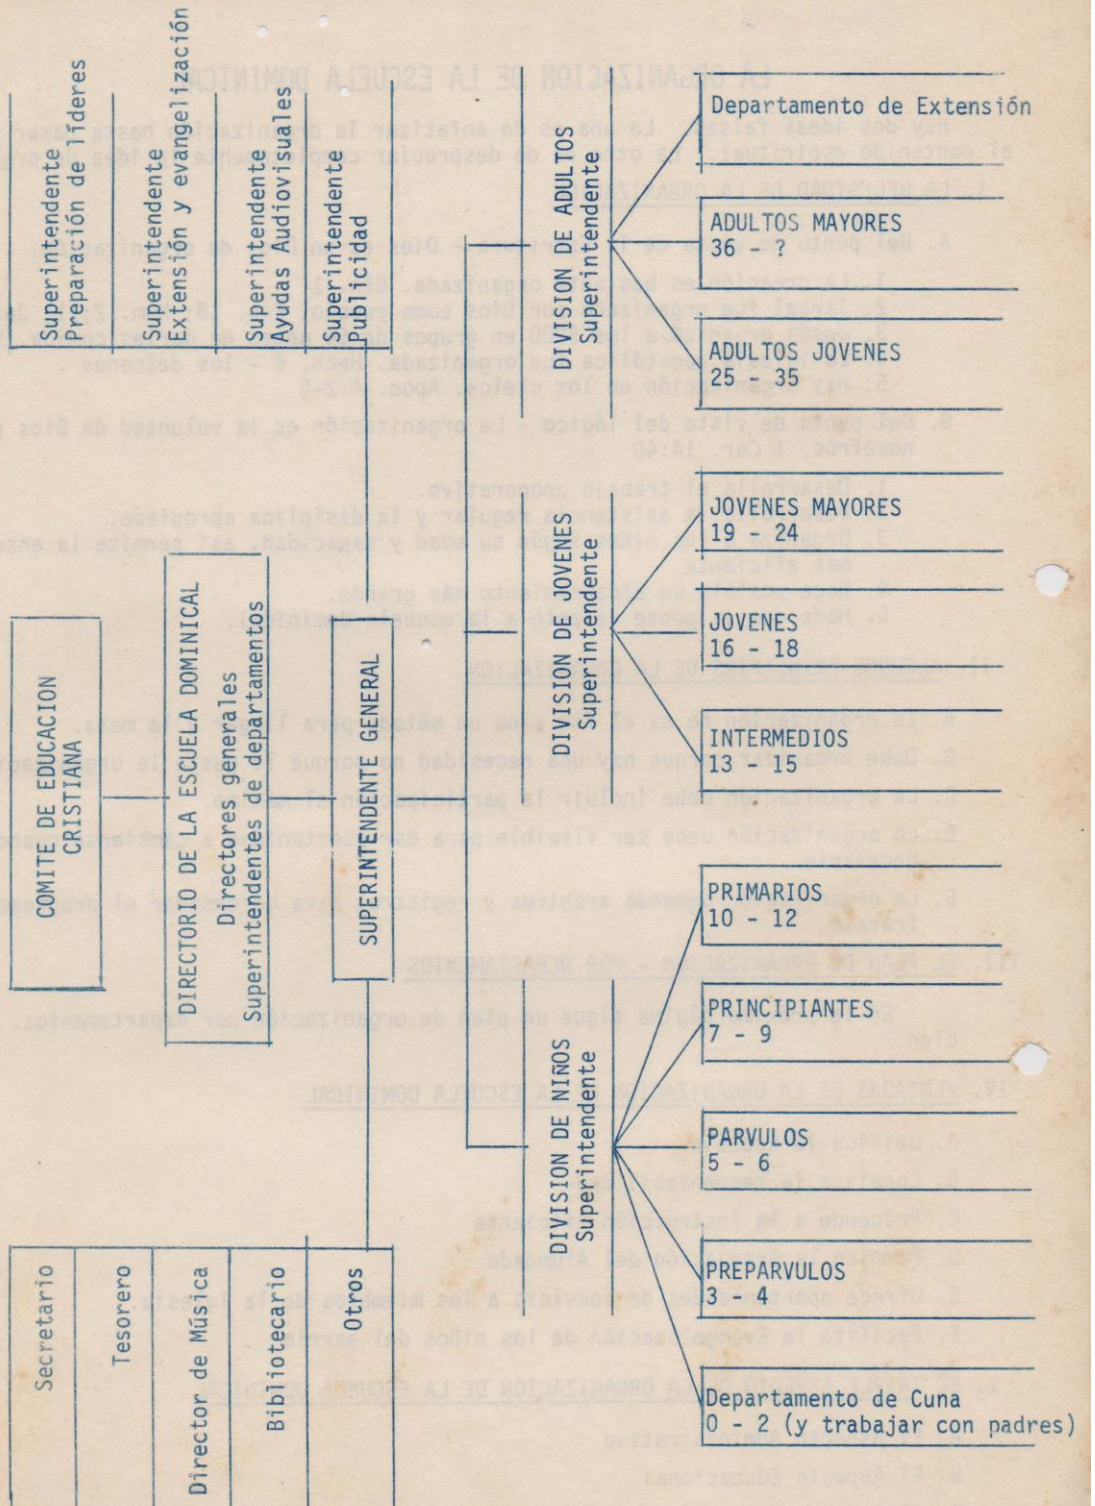 COMITE DE EDUCACION
CRISTIANA
DIRECTORIO DE LA ESCUELA DOMINICAL
Directores generales
Superintendentes de departamentos
SUPERINTENDENTE GENERAL
Secretario
Tesorero
Director de Música
Bibliotecario
Otros
Superintendente
Preparación de líderes
Superintendente
Extensión y evangelización
Superintendente
Ayudas Audiovisuales
Superintendente
Publicidad
DIVISION DE NIÑOS
Superintendente
DIVISION DE JOVENES
Superintendente
DIVISION DE ADULTOS
Superintendente
Departamento de Cuna
0 - 2 (y trabajar con padres)
PREPARVULOS
3 - 4
PARVULOS
5 - 6
PRINCIPIANTES
7 - 9
PRIMARIOS
10 - 12
INTERMEDIOS
13 - 15
JOVENES
16 - 18
JOVENES MAYORES
19 - 24
ADULTOS JOVENES
25 - 35
ADULTOS MAYORES
36 - ?
Departamento de Extensión